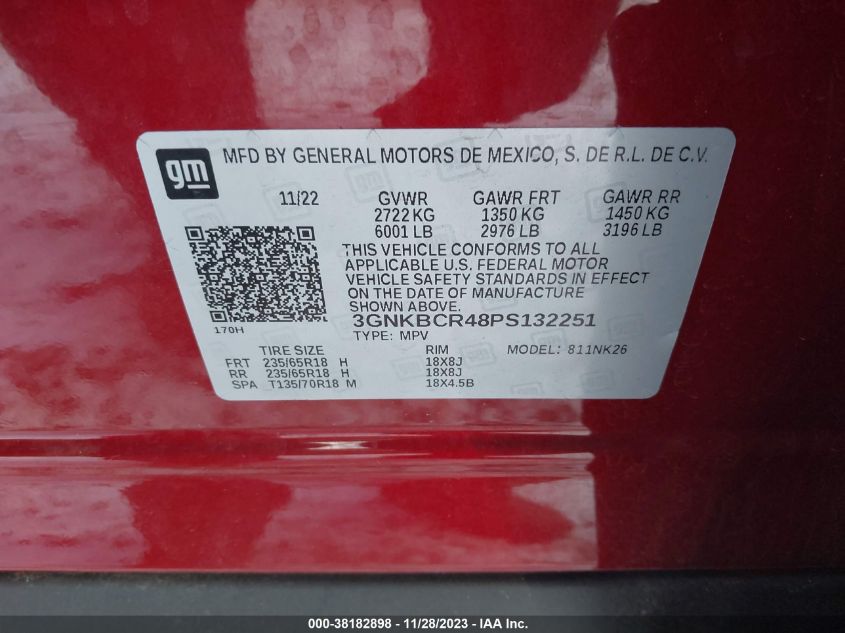 gm MFD BY GENERAL MOTORS DE MEXICO, S. DE R.L. DE C.V.
11/22 GVWR GAWR FRT GAWR RR
2722 KG 1350 KG 1450 KG
6001 LB 2976 LB 3196 LB
THIS VEHICLE CONFORMS TO ALL
APPLICABLE U.S. FEDERAL MOTOR
VEHICLE SAFETY STANDARDS IN EFFECT
ON THE DATE OF MANUFACTURE
SHOWN ABOVE.
170H 3GNKBCR48PS132251
TYPE: MPV MODEL: 811NK26
TIRE SIZE RIM
FRT 235/65R18 H 18X8J
RR 235/65R18 H 18X8J
SPA T135/70R18 M 18X4.5B
000-38182898 - 11/28/2023 - IAA Inc.